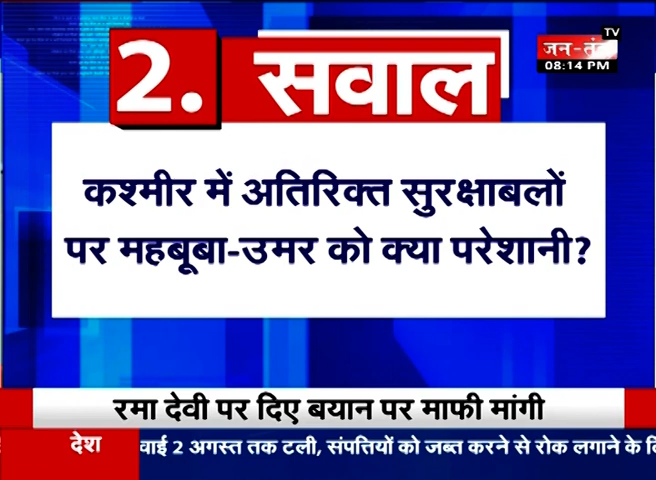 TV
जन-तं
08:14 PM
2. सवाल
कश्मीर में अतिरिक्त सुरक्षाबलों
पर महबूबा-उमर को क्या परेशानी?
रमा देवी पर दिए बयान पर माफी मांगी
देश
वाई 2 अगस्त तक टली, संपत्तियों को जब्त करने से रोक लगाने के लि